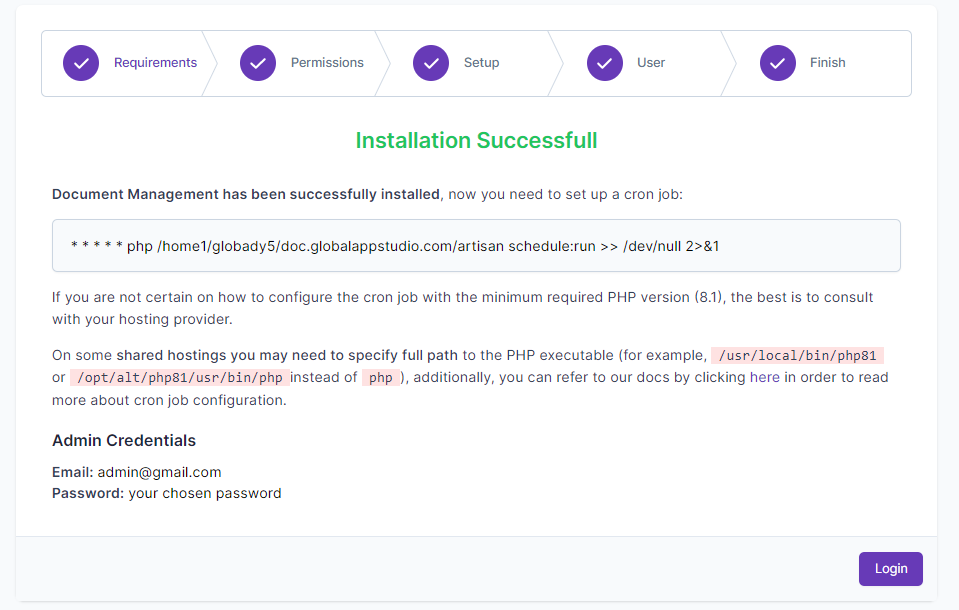 Requirements
Permissions
Setup
User
Finish
Installation Successfull
Document Management has been successfully installed, now you need to set up a cron job:
* * * * * php /home1/globady5/doc.globalappstudio.com/artisan schedule:run >> /dev/null 2>&1
If you are not certain on how to configure the cron job with the minimum required PHP version (8.1), the best is to consult
with your hosting provider.
On some shared hostings you may need to specify full path to the PHP executable (for example, /usr/local/bin/php81
or /opt/alt/php81/usr/bin/php instead of php ), additionally, you can refer to our docs by clicking here in order to read
more about cron job configuration.
Admin Credentials
Email: admin@gmail.com
Password: your chosen password
Login